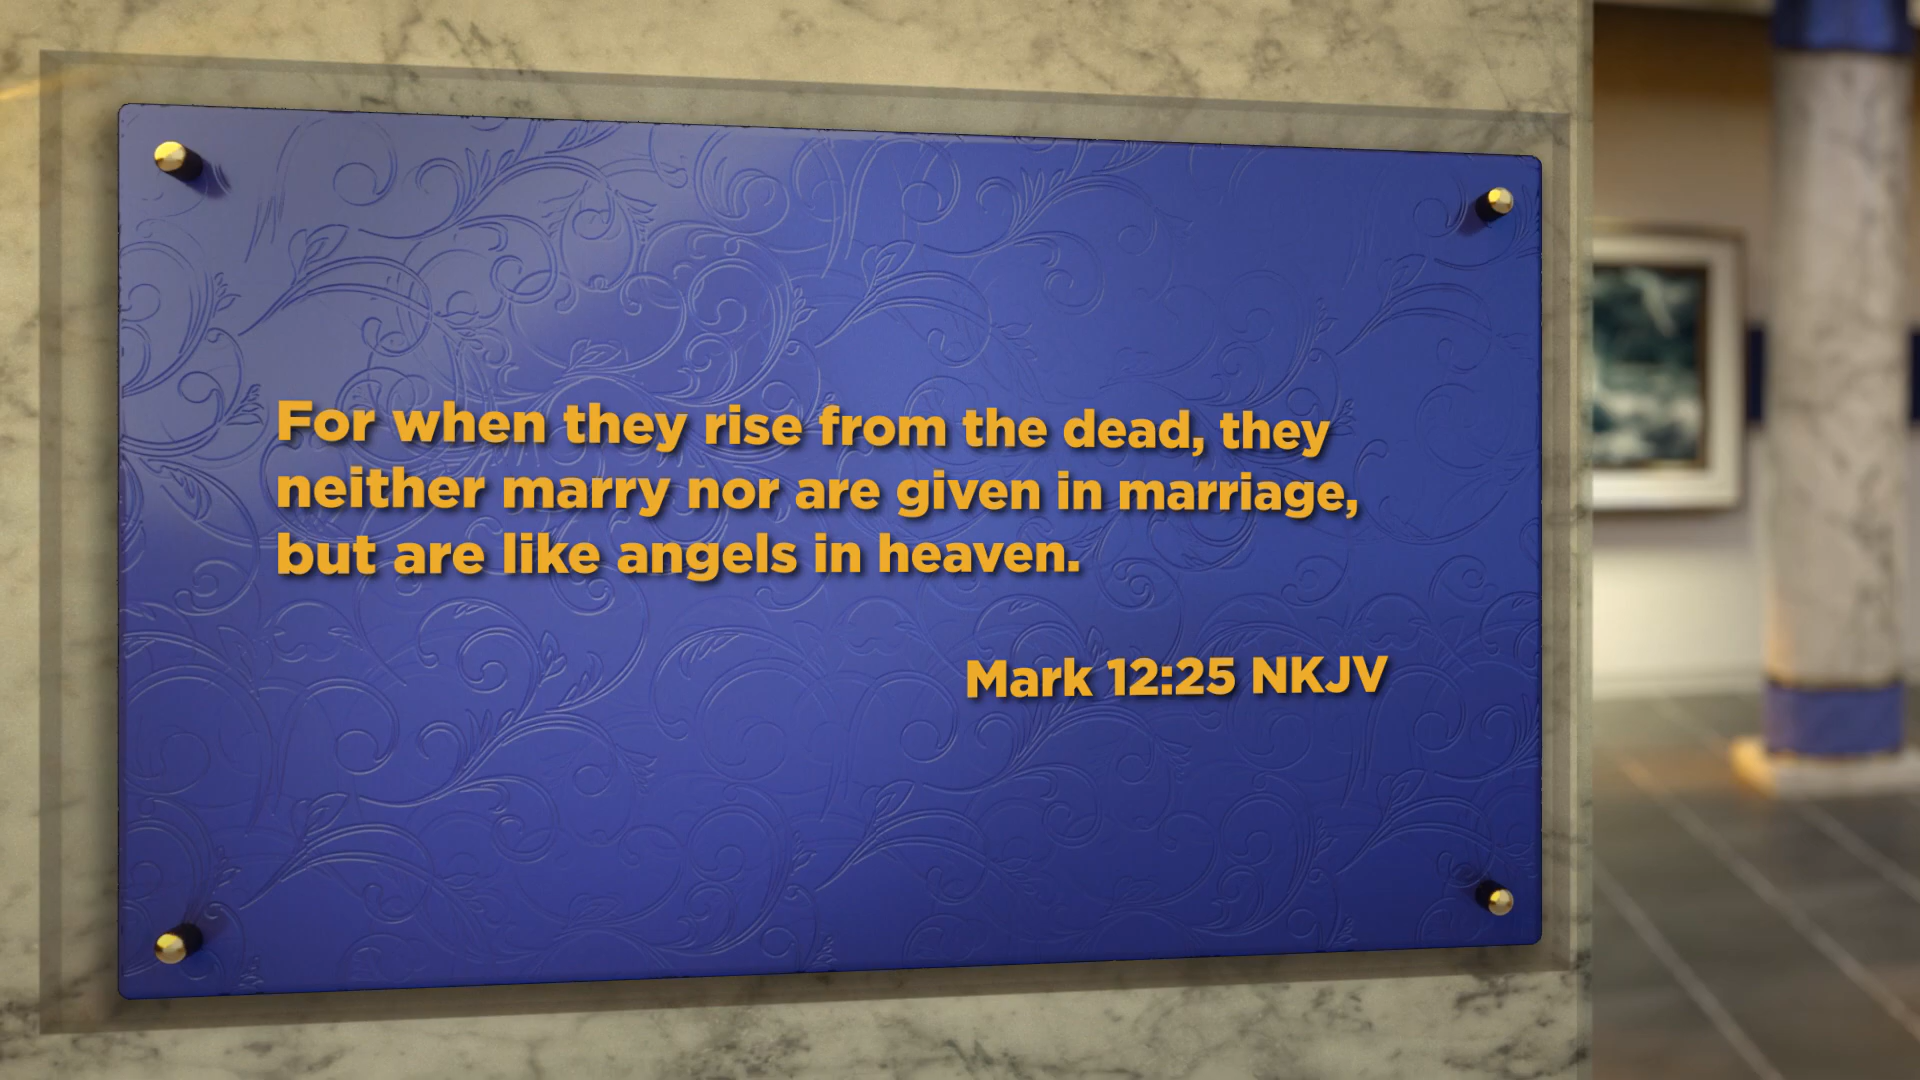 For when they rise from the dead, they
neither marry nor are given in marriage,
but are like angels in heaven.
Mark 12:25 NKJV